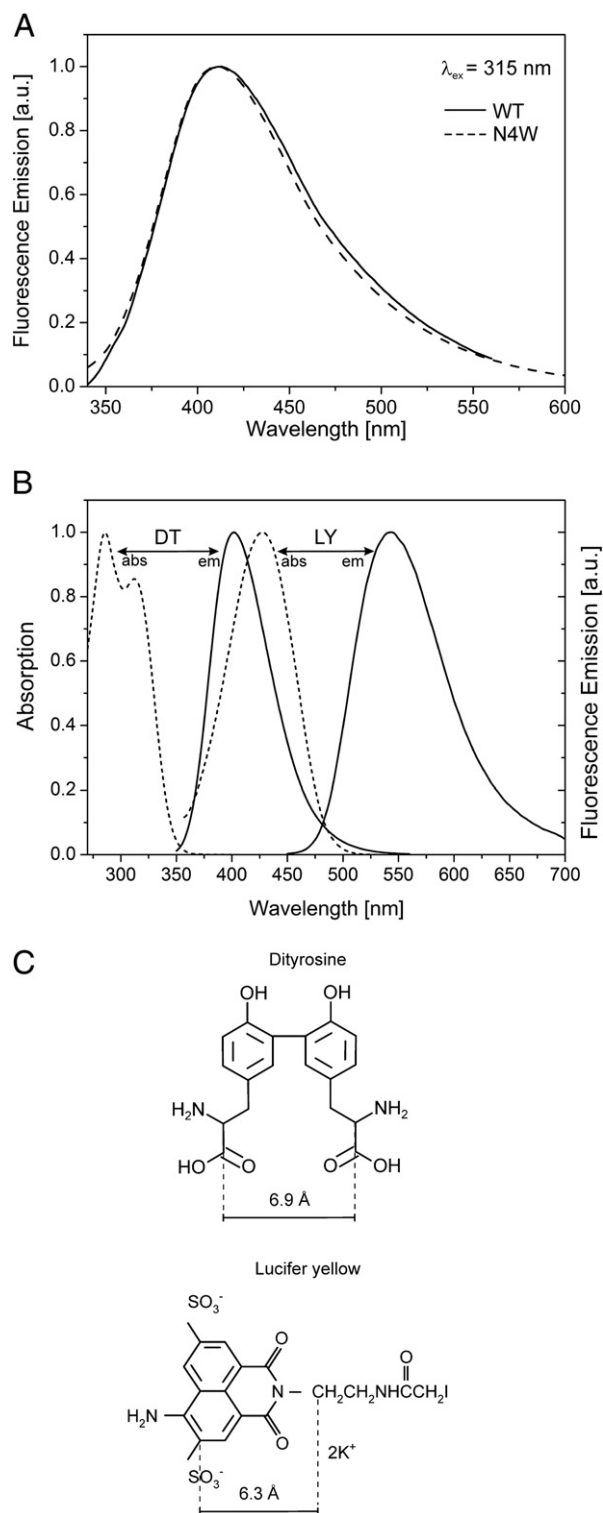 A
λex = 315 nm
WT
N4W
Fluorescence Emission [a.u.]
1.0
0.8
0.6
0.4
0.2
0.0
350 400 450 500 550 600
Wavelength [nm]
B
DT
abs em
LY
abs em
Absorption
Fluorescence Emission [a.u.]
1.0
0.8
0.6
0.4
0.2
0.0
300 350 400 450 500 550 600 650 700
Wavelength [nm]
C
Dityrosine
OH OH
H2N NH2
HO O O OH
6.9 Å
Lucifer yellow
SO3-
O O
N CH2CH2NHCCH2I
H2N O
SO3- 2K+
6.3 Å